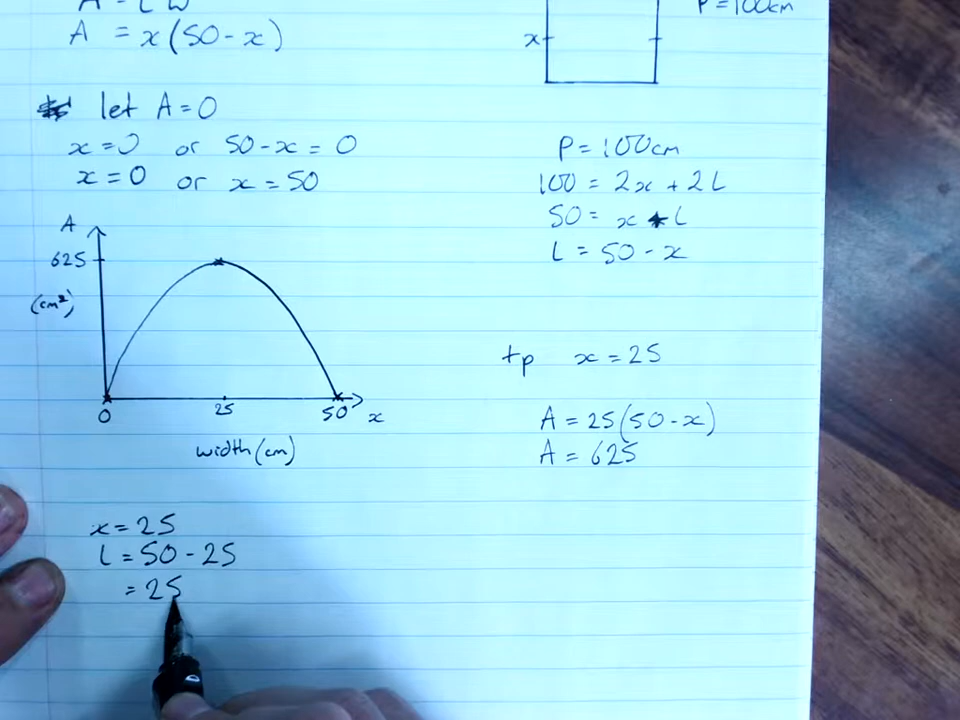 A = L W
A = x(50 - x)
let A = 0
x = 0 or 50 - x = 0
x = 0 or x = 50
A
625
(cm²)
0
25
50
x
width (cm)
x = 25
L = 50 - 25
= 25
P = 100cm
x
P = 100cm
100 = 2x + 2L
50 = x + L
L = 50 - x
tp x = 25
A = 25(50 - x)
A = 625